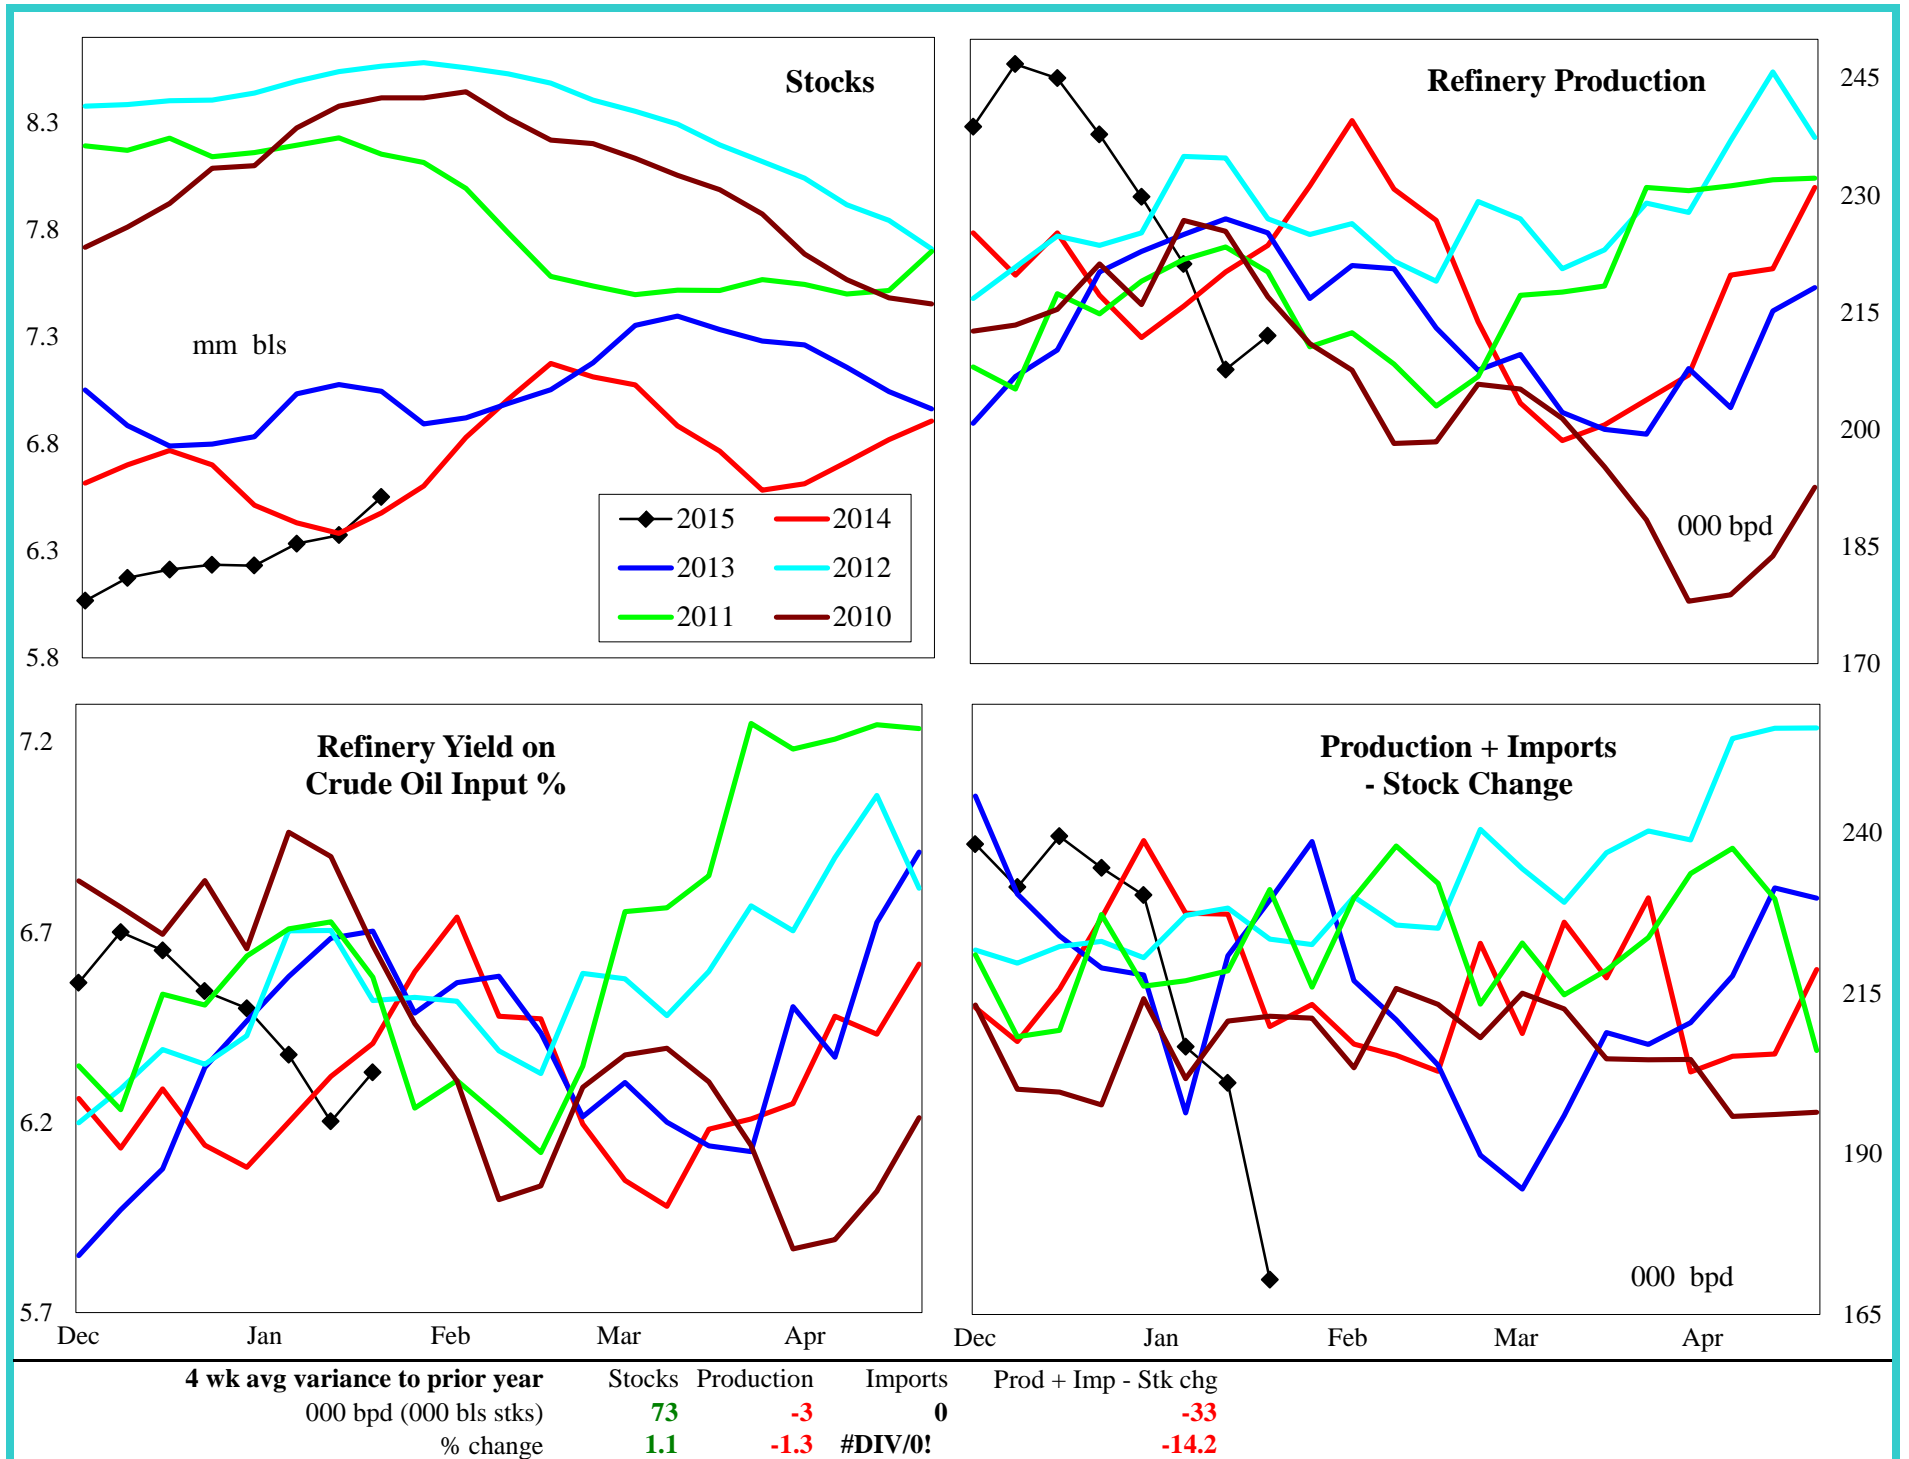 Stocks
8.3
7.8
7.3
6.8
6.3
5.8
mm bls
2015 2014
2013 2012
2011 2010
Refinery Production
245
230
215
200
185
170
000 bpd
Refinery Yield on
Crude Oil Input %
7.2
6.7
6.2
5.7
Dec Jan Feb Mar Apr
Production + Imports
- Stock Change
240
215
190
165
000 bpd
Dec Jan Feb Mar Apr
4 wk avg variance to prior year Stocks Production Imports Prod + Imp - Stk chg
000 bpd (000 bls stks) 73 -3 0 -33
% change 1.1 -1.3 #DIV/0! -14.2